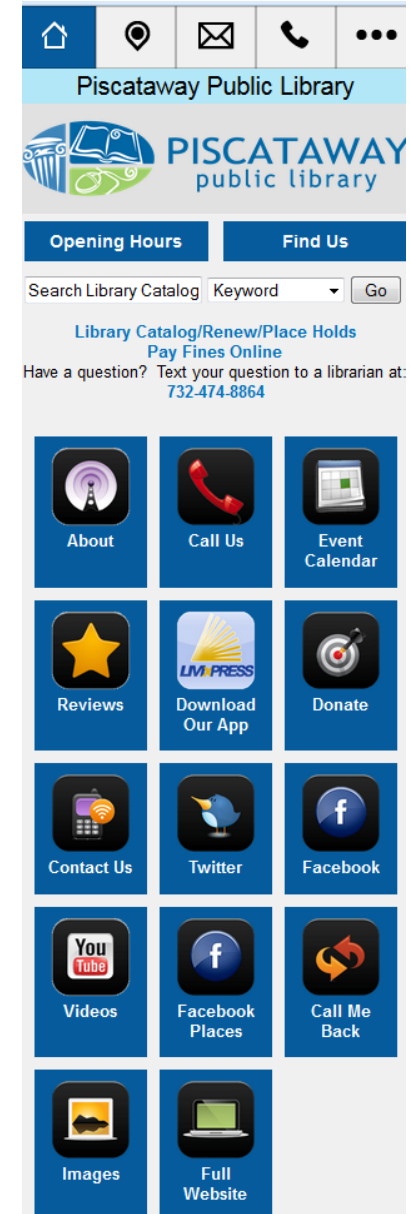 Piscataway Public Library
PISCATAWAY
public library
Opening Hours
Find Us
Search Library Catalog Keyword Go
Library Catalog/Renew/Place Holds
Pay Fines Online
Have a question?  Text your question to a librarian at:
732-474-8864
About
Call Us
Event
Calendar
Reviews
LMxPRESS
Download
Our App
Donate
Contact Us
Twitter
f
Facebook
You
Tube
Videos
f
Facebook
Places
Call Me
Back
Images
Full
Website